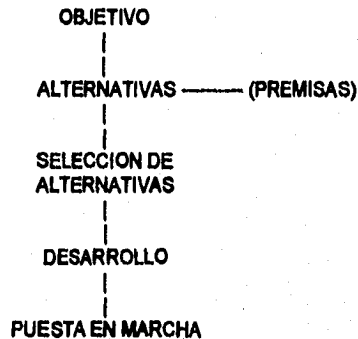 OBJETIVO
ALTERNATIVAS (PREMISAS)
SELECCION DE
ALTERNATIVAS
DESARROLLO
PUESTA EN MARCHA